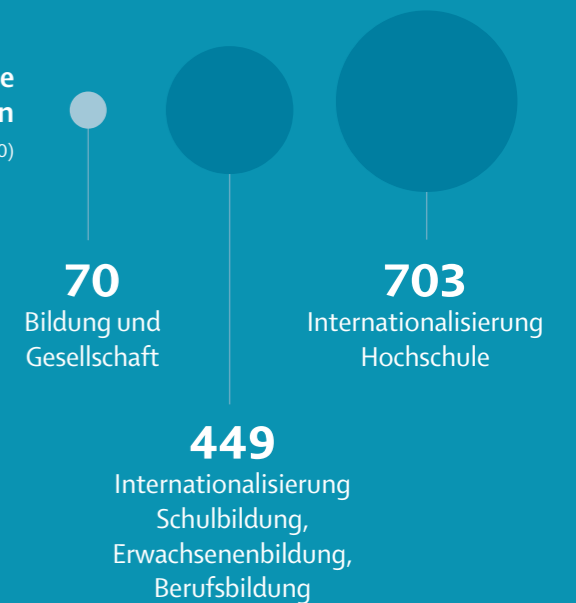 70
Bildung und
Gesellschaft
449
Internationalisierung
Schulbildung,
Erwachsenenbildung,
Berufsbildung
703
Internationalisierung
Hochschule